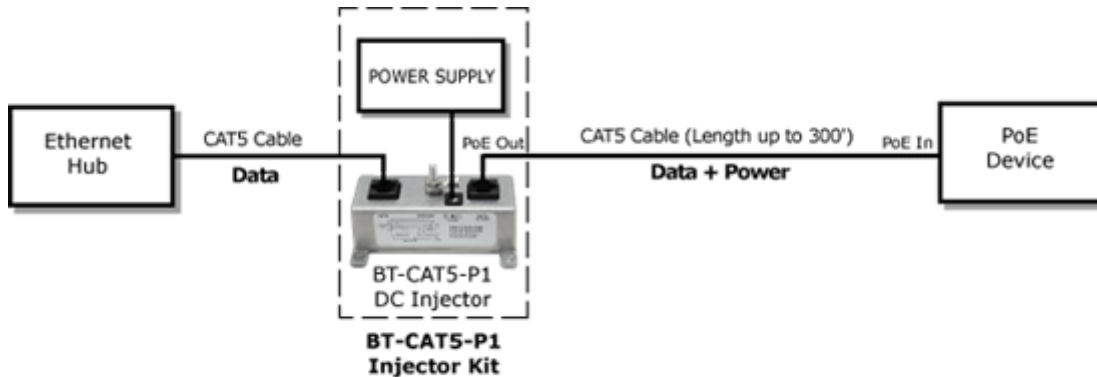 POWER SUPPLY
Ethernet
Hub
CAT5 Cable
Data
PoE Out
CAT5 Cable (Length up to 300')
Data + Power
PoE In
PoE
Device
BT-CAT5-P1
DC Injector
BT-CAT5-P1
Injector Kit